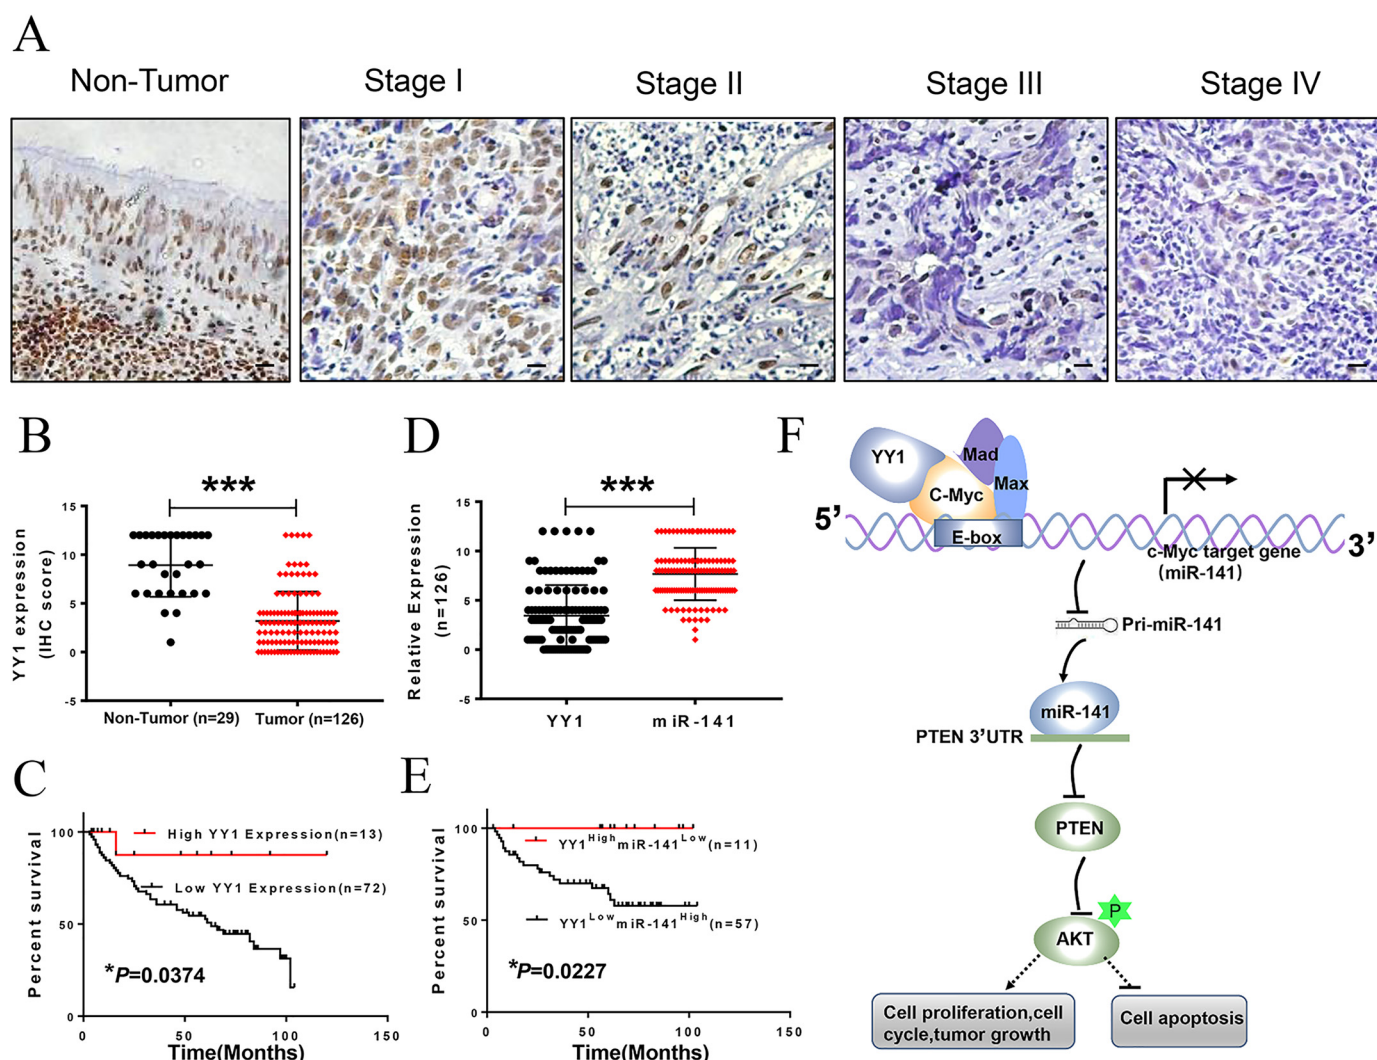 A
Non-Tumor
Stage I
Stage II
Stage III
Stage IV
B
***
YY1 expression
(IHC score)
15
10
5
0
-5
Non-Tumor (n=29)
Tumor (n=126)
D
***
Relative Expression
(n=126)
15
10
5
0
-5
YY1
miR-141
C
Percent survival
100
50
0
High YY1 Expression(n=13)
Low YY1 Expression(n=72)
*P=0.0374
0
50
100
150
Time(Months)
E
Percent survival
100
50
0
YY1HighmiR-141Low(n=11)
YY1LowmiR-141High(n=57)
*P=0.0227
0
50
100
150
Time(Months)
F
YY1
Mad
C-Myc
Max
5’
E-box
3’
c-Myc target gene
(miR-141)
Pri-miR-141
miR-141
PTEN 3’UTR
PTEN
P
AKT
Cell proliferation,cell
cycle,tumor growth
Cell apoptosis